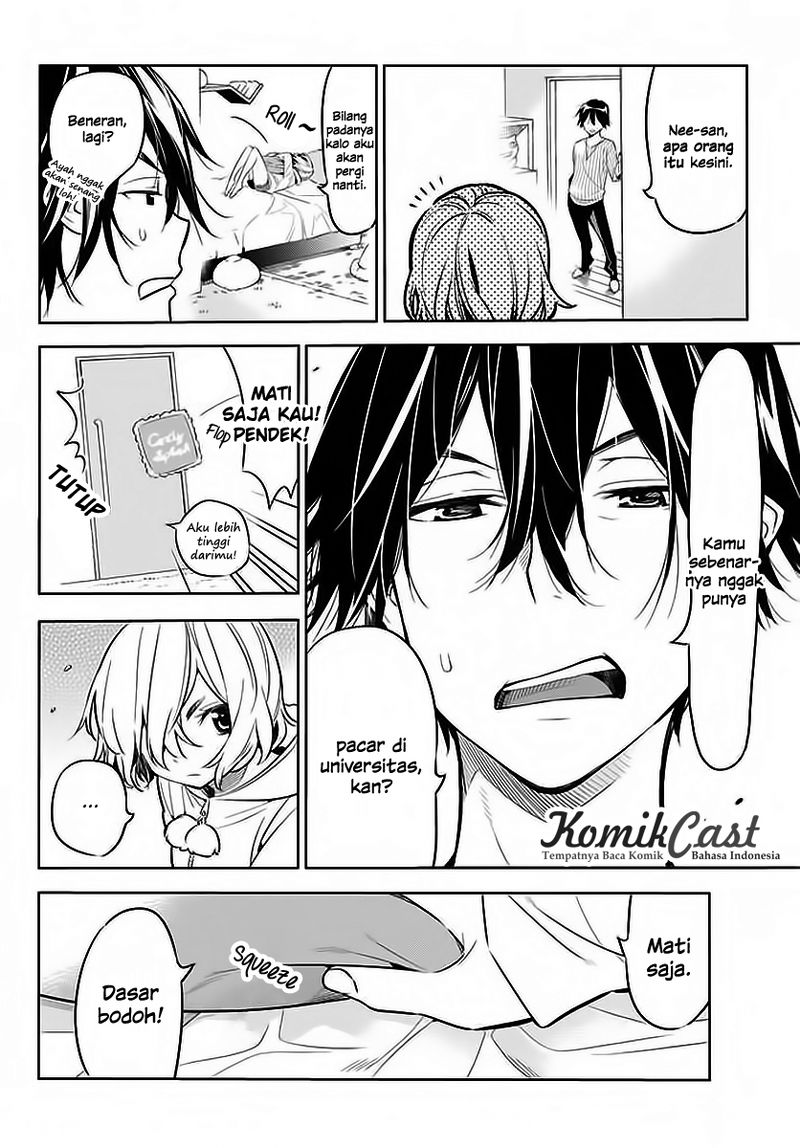 Nee-san,
apa orang
itu kesini.
Bilang
padanya
kalo aku
akan
pergi
nanti.
Roll~
Beneran,
lagi?
Ayah nggak
akan senang
loh!
Kamu
sebenar-
nya nggak
punya
pacar di
universitas,
kan?
MATI
SAJA KAU!
PENDEK!
Flop
Candy
TUTUP
Aku lebih
tinggi
darimu!
...
Mati
saja.
Squeeze
Dasar
bodoh!
KomikCast
Tempatnya Baca Komik Bahasa Indonesia